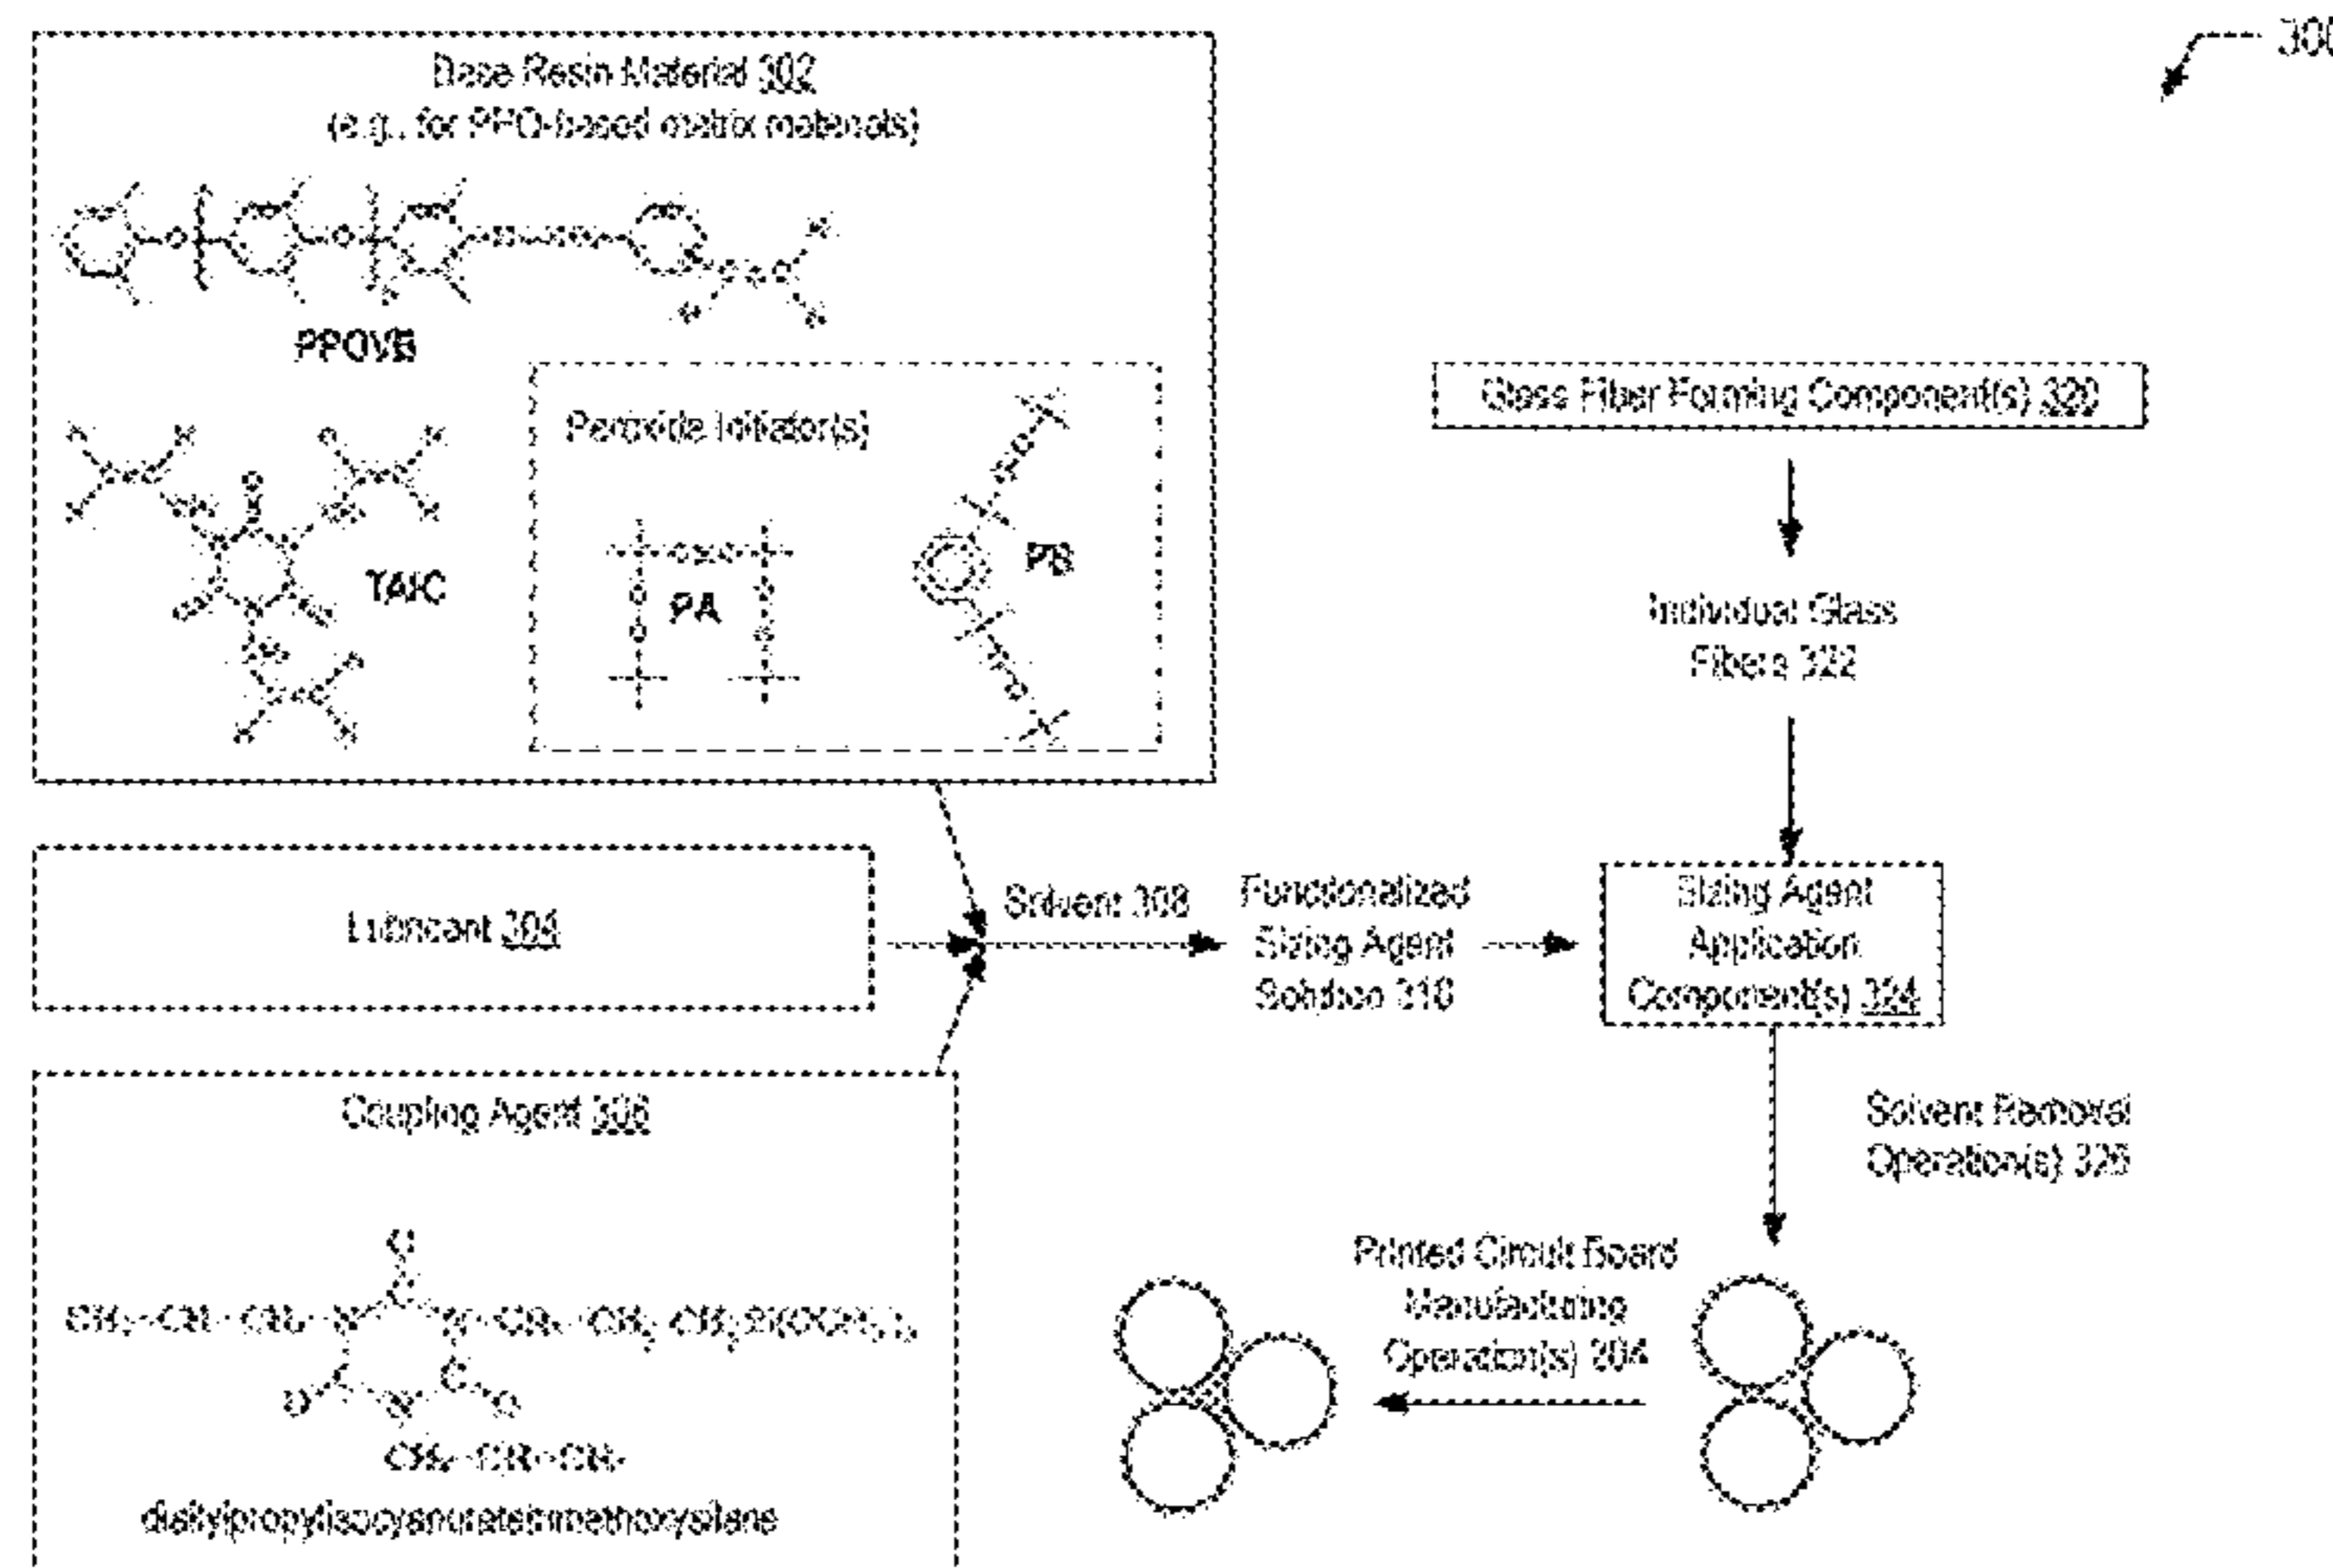 300
Base Resin Material 302
(e.g., for PPO-based matrix materials)
PPOVB
TAIC
Peroxide Initiator(s)
PA
PB
Glass Fiber Forming Component(s) 320
Individual Glass
Fibers 322
Lubricant 304
Solvent 308
Functionalized
Sizing Agent
Solution 310
Sizing Agent
Application
Component(s) 324
Coupling Agent 306
diallylpropylisocyanuratetrimethoxysilane
Solvent Removal
Operation(s) 326
Printed Circuit Board
Manufacturing
Operation(s) 204